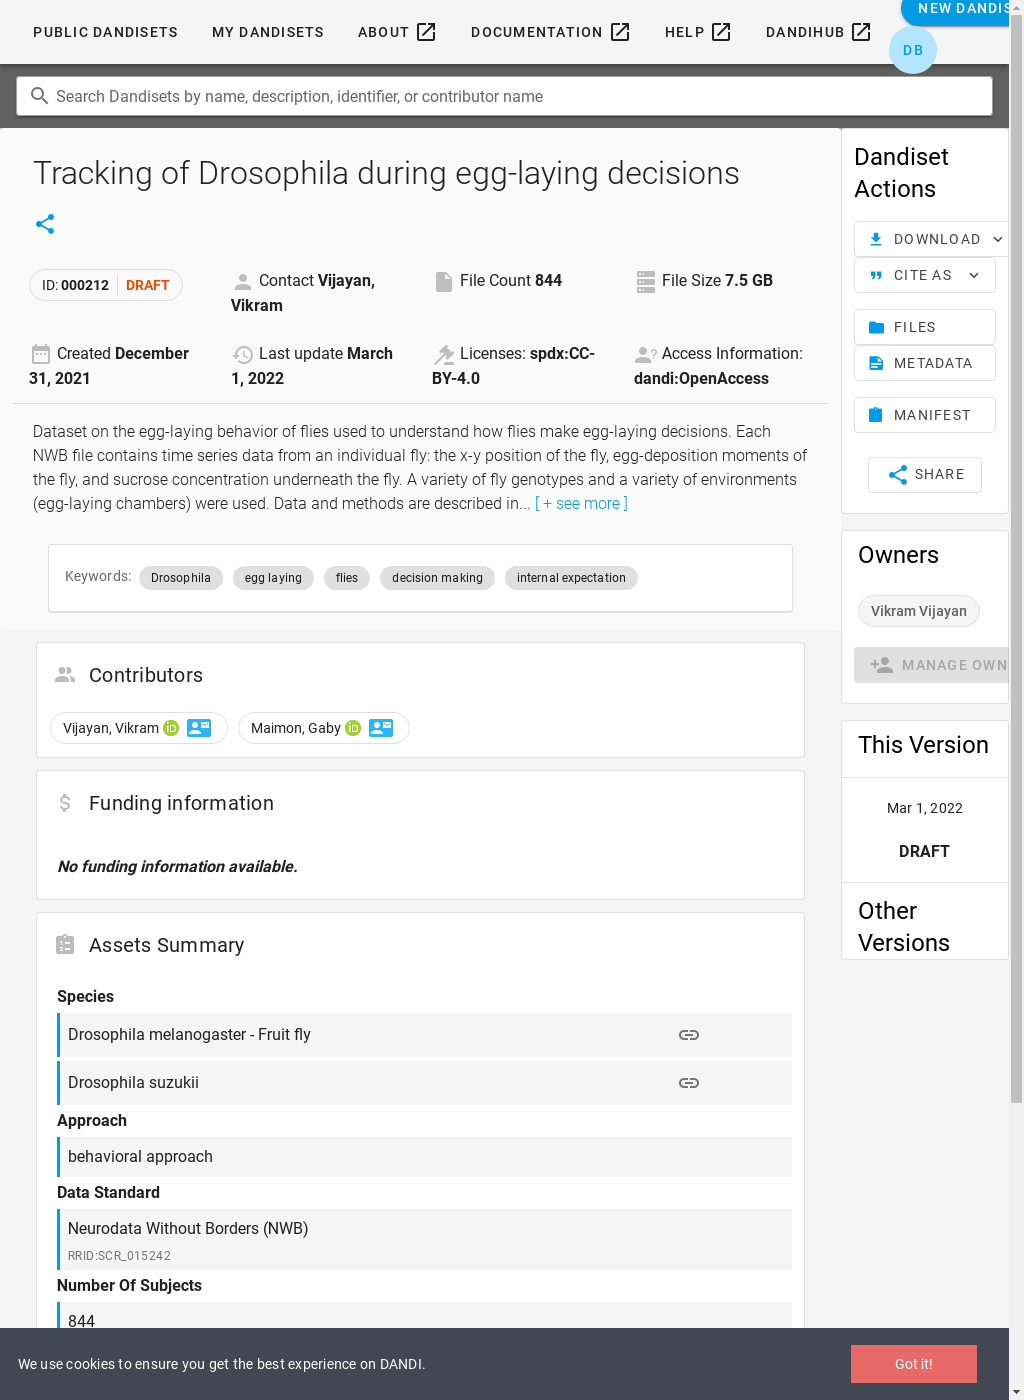 PUBLIC DANDISETS MY DANDISETS ABOUT DOCUMENTATION HELP DANDIHUB NEW DANDIS
DB
Search Dandisets by name, description, identifier, or contributor name
Tracking of Drosophila during egg-laying decisions
ID: 000212 DRAFT
Contact Vijayan,
Vikram
File Count 844
File Size 7.5 GB
Created December
31, 2021
Last update March
1, 2022
Licenses: spdx:CC-
BY-4.0
Access Information:
dandi:OpenAccess
Dataset on the egg-laying behavior of flies used to understand how flies make egg-laying decisions. Each
NWB file contains time series data from an individual fly: the x-y position of the fly, egg-deposition moments of
the fly, and sucrose concentration underneath the fly. A variety of fly genotypes and a variety of environments
(egg-laying chambers) were used. Data and methods are described in... [ + see more ]
Keywords: Drosophila egg laying flies decision making internal expectation
Contributors
Vijayan, Vikram iD Maimon, Gaby iD
Funding information
No funding information available.
Assets Summary
Species
Drosophila melanogaster - Fruit fly
Drosophila suzukii
Approach
behavioral approach
Data Standard
Neurodata Without Borders (NWB)
RRID:SCR_015242
Number Of Subjects
844
Dandiset
Actions
DOWNLOAD
CITE AS
FILES
METADATA
MANIFEST
SHARE
Owners
Vikram Vijayan
MANAGE OWN
This Version
Mar 1, 2022
DRAFT
Other
Versions
We use cookies to ensure you get the best experience on DANDI.
Got it!